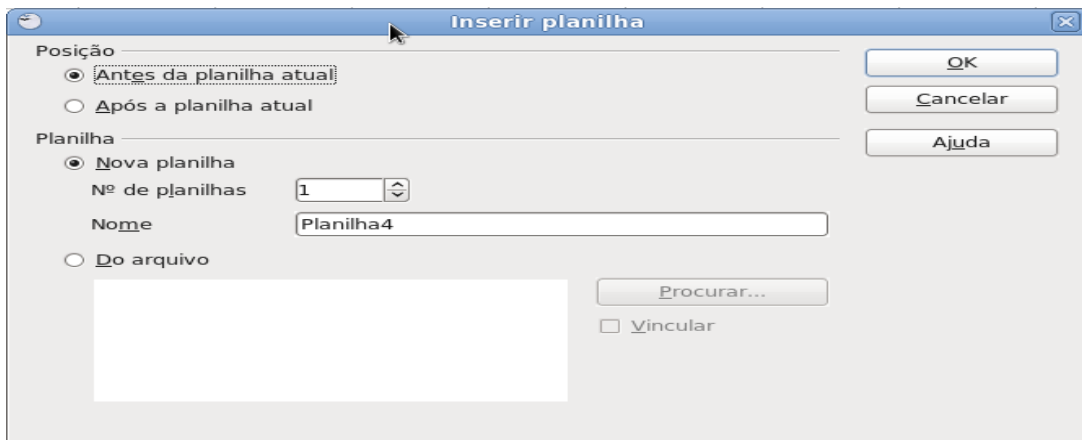 Inserir planilha
Posição
Antes da planilha atual
Após a planilha atual
OK
Cancelar
Ajuda
Planilha
Nova planilha
Nº de planilhas 1
Nome Planilha4
Do arquivo
Procurar...
Vincular